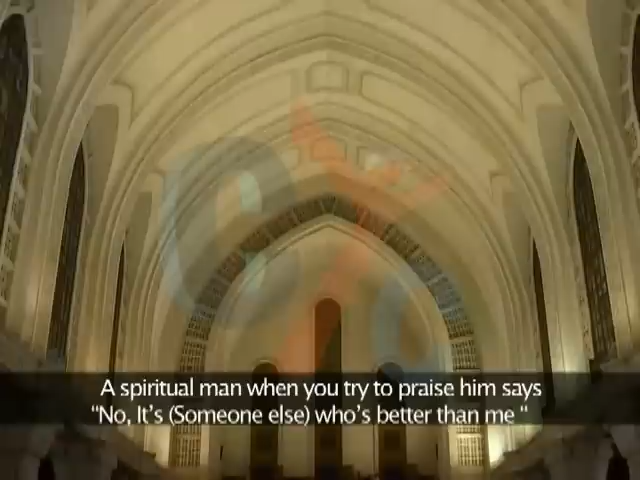 A spiritual man when you try to praise him says
"No, It's (Someone else) who's better than me "